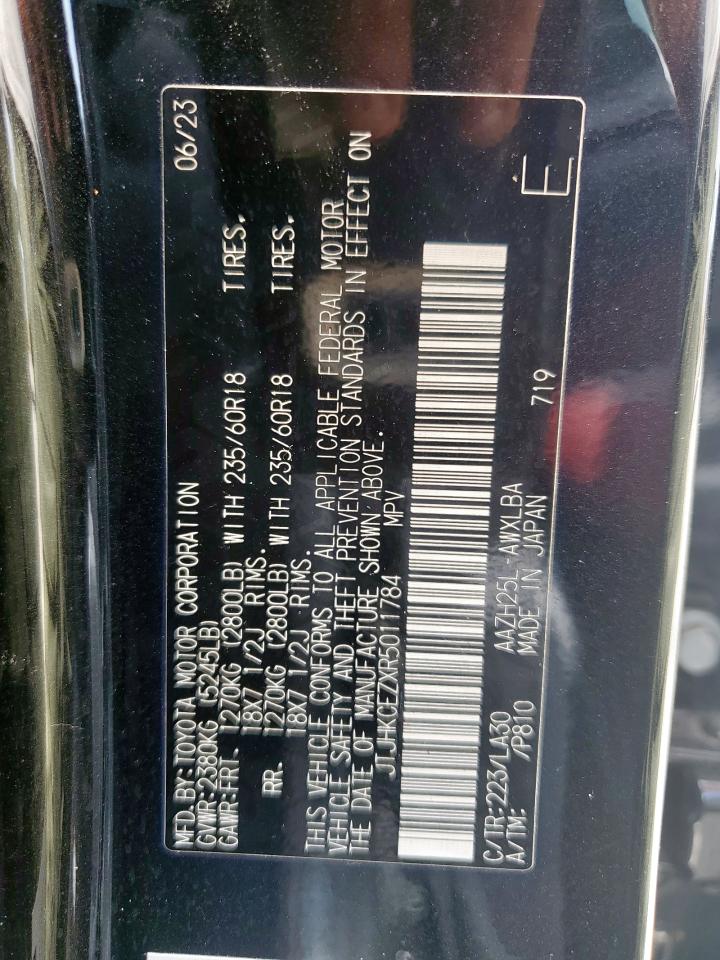 MFD. BY: TOYOTA MOTOR CORPORATION 06/23
GVWR: 2380KG (5245LB)
GAWR: FRT. 1270KG (2800LB) WITH 235/60R18 TIRES.
18X7 1/2J RIMS.
RR. 1270KG (2800LB) WITH 235/60R18 TIRES.
18X7 1/2J RIMS.
THIS VEHICLE CONFORMS TO ALL APPLICABLE FEDERAL MOTOR
VEHICLE SAFETY AND THEFT PREVENTION STANDARDS IN EFFECT ON
THE DATE OF MANUFACTURE SHOWN ABOVE.
JTJHKCEZXR5011784 MPV
C/TR: 223/LA30 AAZH25L-AWXLBA 719
A/TM: /P810 MADE IN JAPAN E